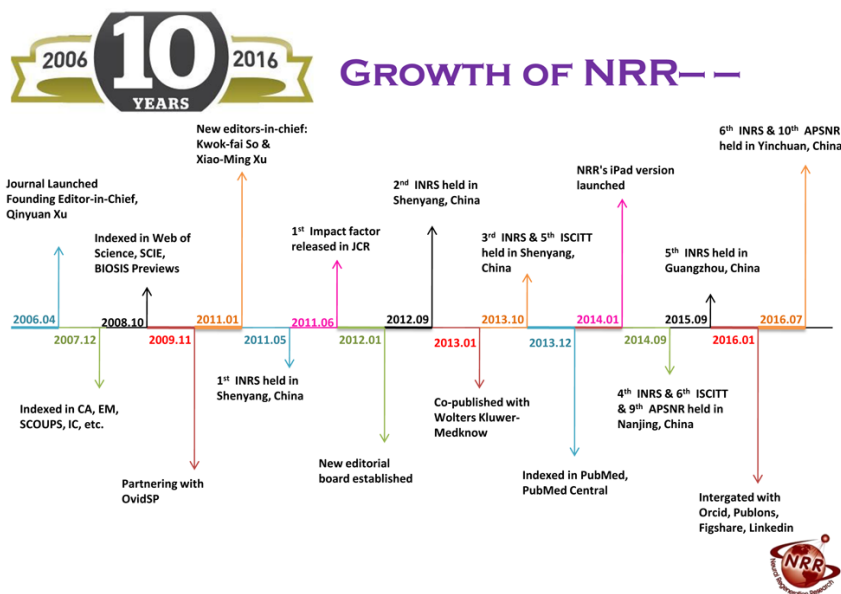 2006
10
YEARS
2016
GROWTH OF NRR– –
Journal Launched
Founding Editor-in-Chief,
Qinyuan Xu
Indexed in Web of
Science, SCIE,
BIOSIS Previews
New editors-in-chief:
Kwok-fai So &
Xiao-Ming Xu
1st Impact factor
released in JCR
2nd INRS held in
Shenyang, China
3rd INRS & 5th ISCITT
held in Shenyang,
China
NRR's iPad version
launched
5th INRS held in
Guangzhou, China
6th INRS & 10th APSNR
held in Yinchuan, China
2006.04
2007.12
2008.10
2009.11
2011.01
2011.05
2011.06
2012.01
2012.09
2013.01
2013.10
2013.12
2014.01
2014.09
2015.09
2016.01
2016.07
Indexed in CA, EM,
SCOUPS, IC, etc.
Partnering with
OvidSP
1st INRS held in
Shenyang, China
New editorial
board established
Co-published with
Wolters Kluwer-
Medknow
Indexed in PubMed,
PubMed Central
4th INRS & 6th ISCITT
& 9th APSNR held in
Nanjing, China
Intergated with
Orcid, Publons,
Figshare, Linkedin
NRR
Neural Regeneration Research